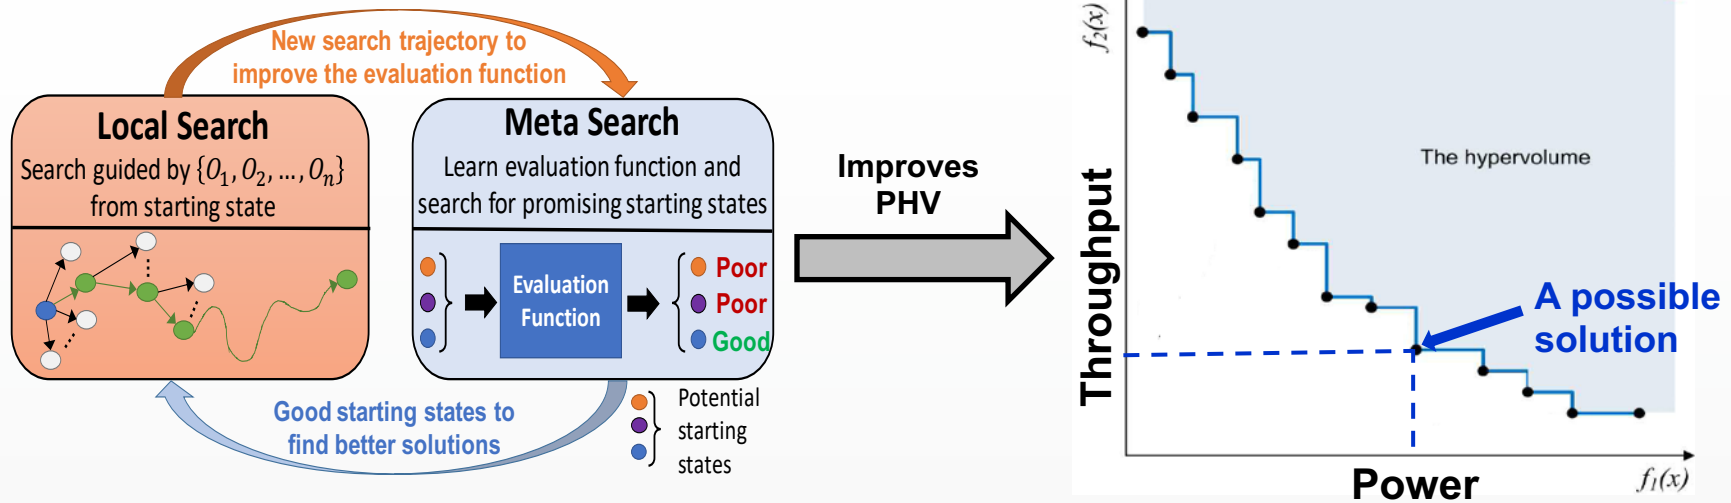 New search trajectory to
improve the evaluation function
Local Search
Search guided by {O₁, O₂, ..., Oₙ}
from starting state
Meta Search
Learn evaluation function and
search for promising starting states
Evaluation
Function
Poor
Poor
Good
Good starting states to
find better solutions
Potential
starting
states
Improves
PHV
f₂(x)
Throughput
The hypervolume
A possible
solution
Power
f₁(x)